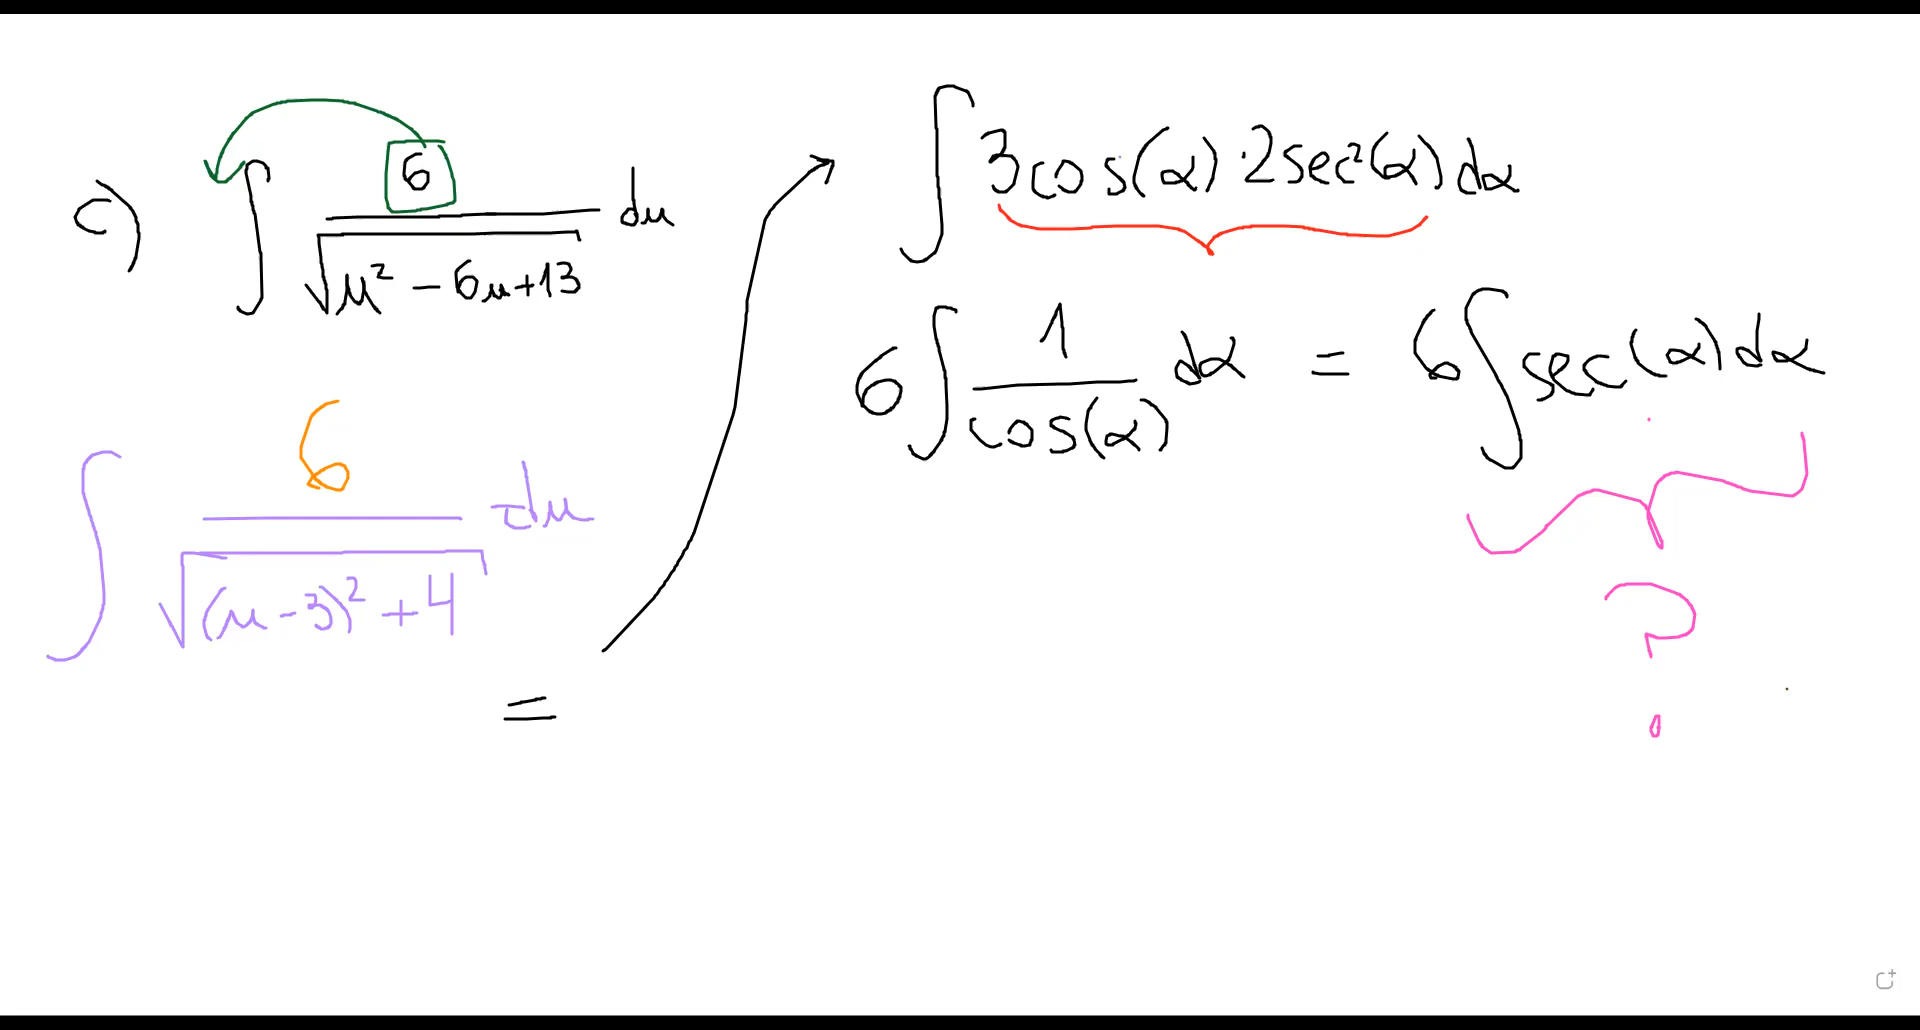 c) ∫ 6/√(u² - 6u + 13) du
∫ 6/√((u - 3)² + 4) du
=
∫ 3cos(α) · 2sec²(α) dα
6 ∫ 1/cos(α) dα = 6 ∫ sec(α) dα
?